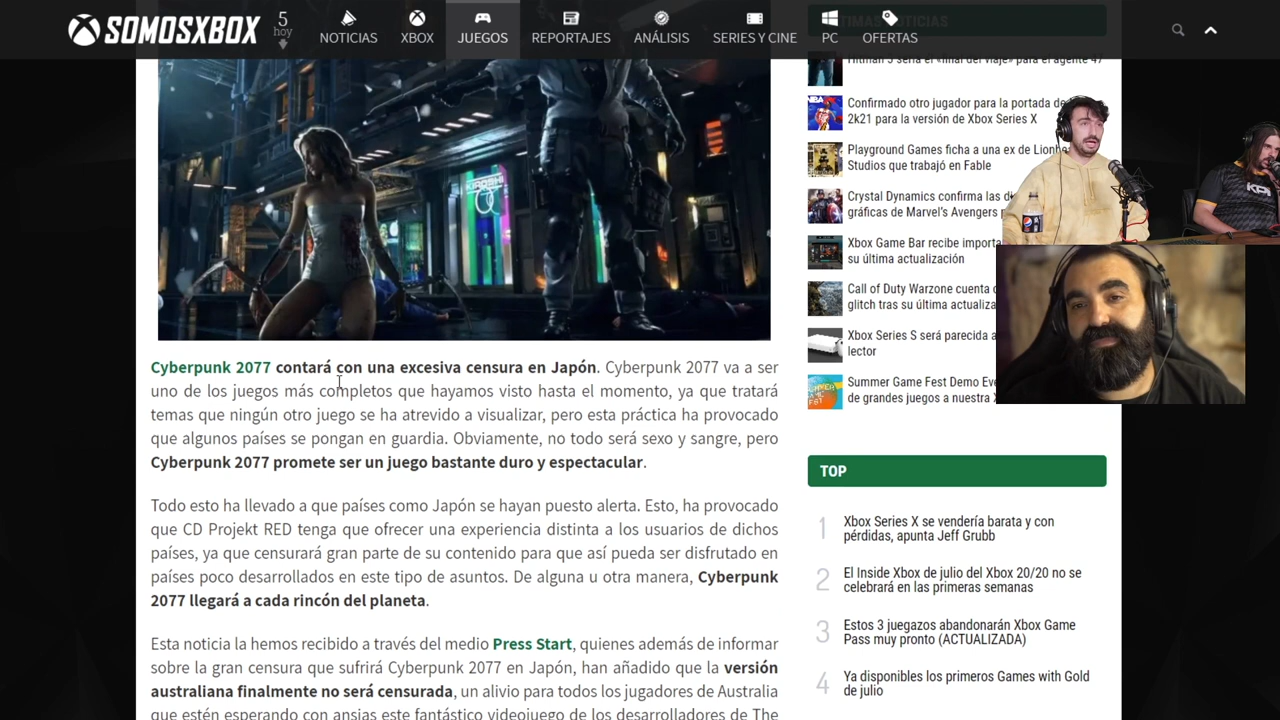 SOMOSXBOX
5
hoy
NOTICIAS
XBOX
JUEGOS
REPORTAJES
ANÁLISIS
SERIES Y CINE
PC
OFERTAS
KIROSHI
Cyberpunk 2077 contará con una excesiva censura en Japón. Cyberpunk 2077 va a ser
uno de los juegos más completos que hayamos visto hasta el momento, ya que tratará
temas que ningún otro juego se ha atrevido a visualizar, pero esta práctica ha provocado
que algunos países se pongan en guardia. Obviamente, no todo será sexo y sangre, pero
Cyberpunk 2077 promete ser un juego bastante duro y espectacular.
Todo esto ha llevado a que países como Japón se hayan puesto alerta. Esto, ha provocado
que CD Projekt RED tenga que ofrecer una experiencia distinta a los usuarios de dichos
países, ya que censurará gran parte de su contenido para que así pueda ser disfrutado en
países poco desarrollados en este tipo de asuntos. De alguna u otra manera, Cyberpunk
2077 llegará a cada rincón del planeta.
Esta noticia la hemos recibido a través del medio Press Start, quienes además de informar
sobre la gran censura que sufrirá Cyberpunk 2077 en Japón, han añadido que la versión
australiana finalmente no será censurada, un alivio para todos los jugadores de Australia
que estén esperando con ansias este fantástico videojuego de los desarrolladores de The
NOTICIAS
Hitman 3 sería el «final del viaje» para el agente 47
Confirmado otro jugador para la portada de
2k21 para la versión de Xbox Series X
Playground Games ficha a una ex de
Studios que trabajó en Fable
Crystal Dynamics confirma las
gráficas de Marvel's Avengers
Xbox Game Bar recibe
su última actualización
Call of Duty Warzone cuenta
glitch tras su última
Xbox Series S será parecida a
lector
Summer Game Fest Demo
de grandes juegos a nuestra
TOP
1 Xbox Series X se vendería barata y con
pérdidas, apunta Jeff Grubb
2 El Inside Xbox de julio del Xbox 20/20 no se
celebrará en las primeras semanas
3 Estos 3 juegazos abandonarán Xbox Game
Pass muy pronto (ACTUALIZADA)
4 Ya disponibles los primeros Games with Gold
de julio